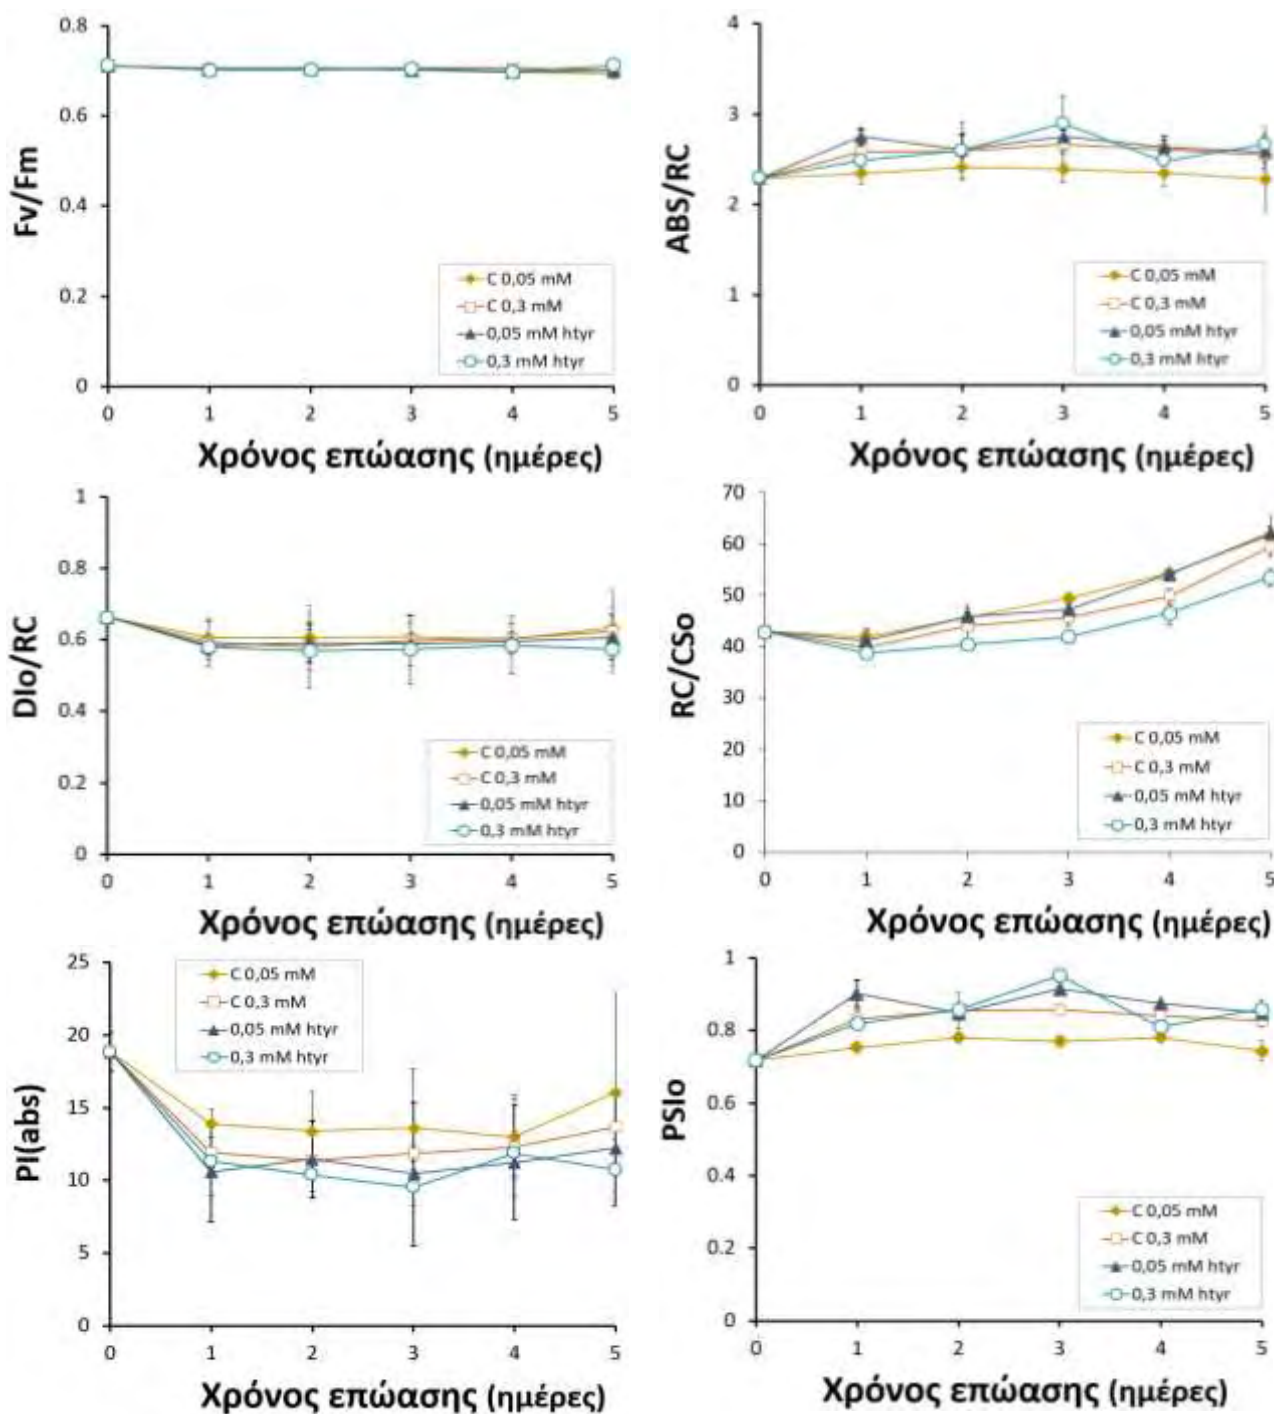 Fv/Fm
0.8
0.6
0.4
0.2
0
C 0,05 mM
C 0,3 mM
0,05 mM htyr
0,3 mM htyr
0 1 2 3 4 5
Χρόνος επώασης (ημέρες)
ABS/RC
4
3
2
1
0
C 0,05 mM
C 0,3 mM
0,05 mM htyr
0,3 mM htyr
0 1 2 3 4 5
Χρόνος επώασης (ημέρες)
DIo/RC
1
0.8
0.6
0.4
0.2
0
C 0,05 mM
C 0,3 mM
0,05 mM htyr
0,3 mM htyr
0 1 2 3 4 5
Χρόνος επώασης (ημέρες)
RC/CSo
70
60
50
40
30
20
10
0
C 0,05 mM
C 0,3 mM
0,05 mM htyr
0,3 mM htyr
0 1 2 3 4 5
Χρόνος επώασης (ημέρες)
PI(abs)
25
20
15
10
5
0
C 0,05 mM
C 0,3 mM
0,05 mM htyr
0,3 mM htyr
0 1 2 3 4 5
Χρόνος επώασης (ημέρες)
PSIo
1
0.8
0.6
0.4
0.2
0
C 0,05 mM
C 0,3 mM
0,05 mM htyr
0,3 mM htyr
0 1 2 3 4 5
Χρόνος επώασης (ημέρες)